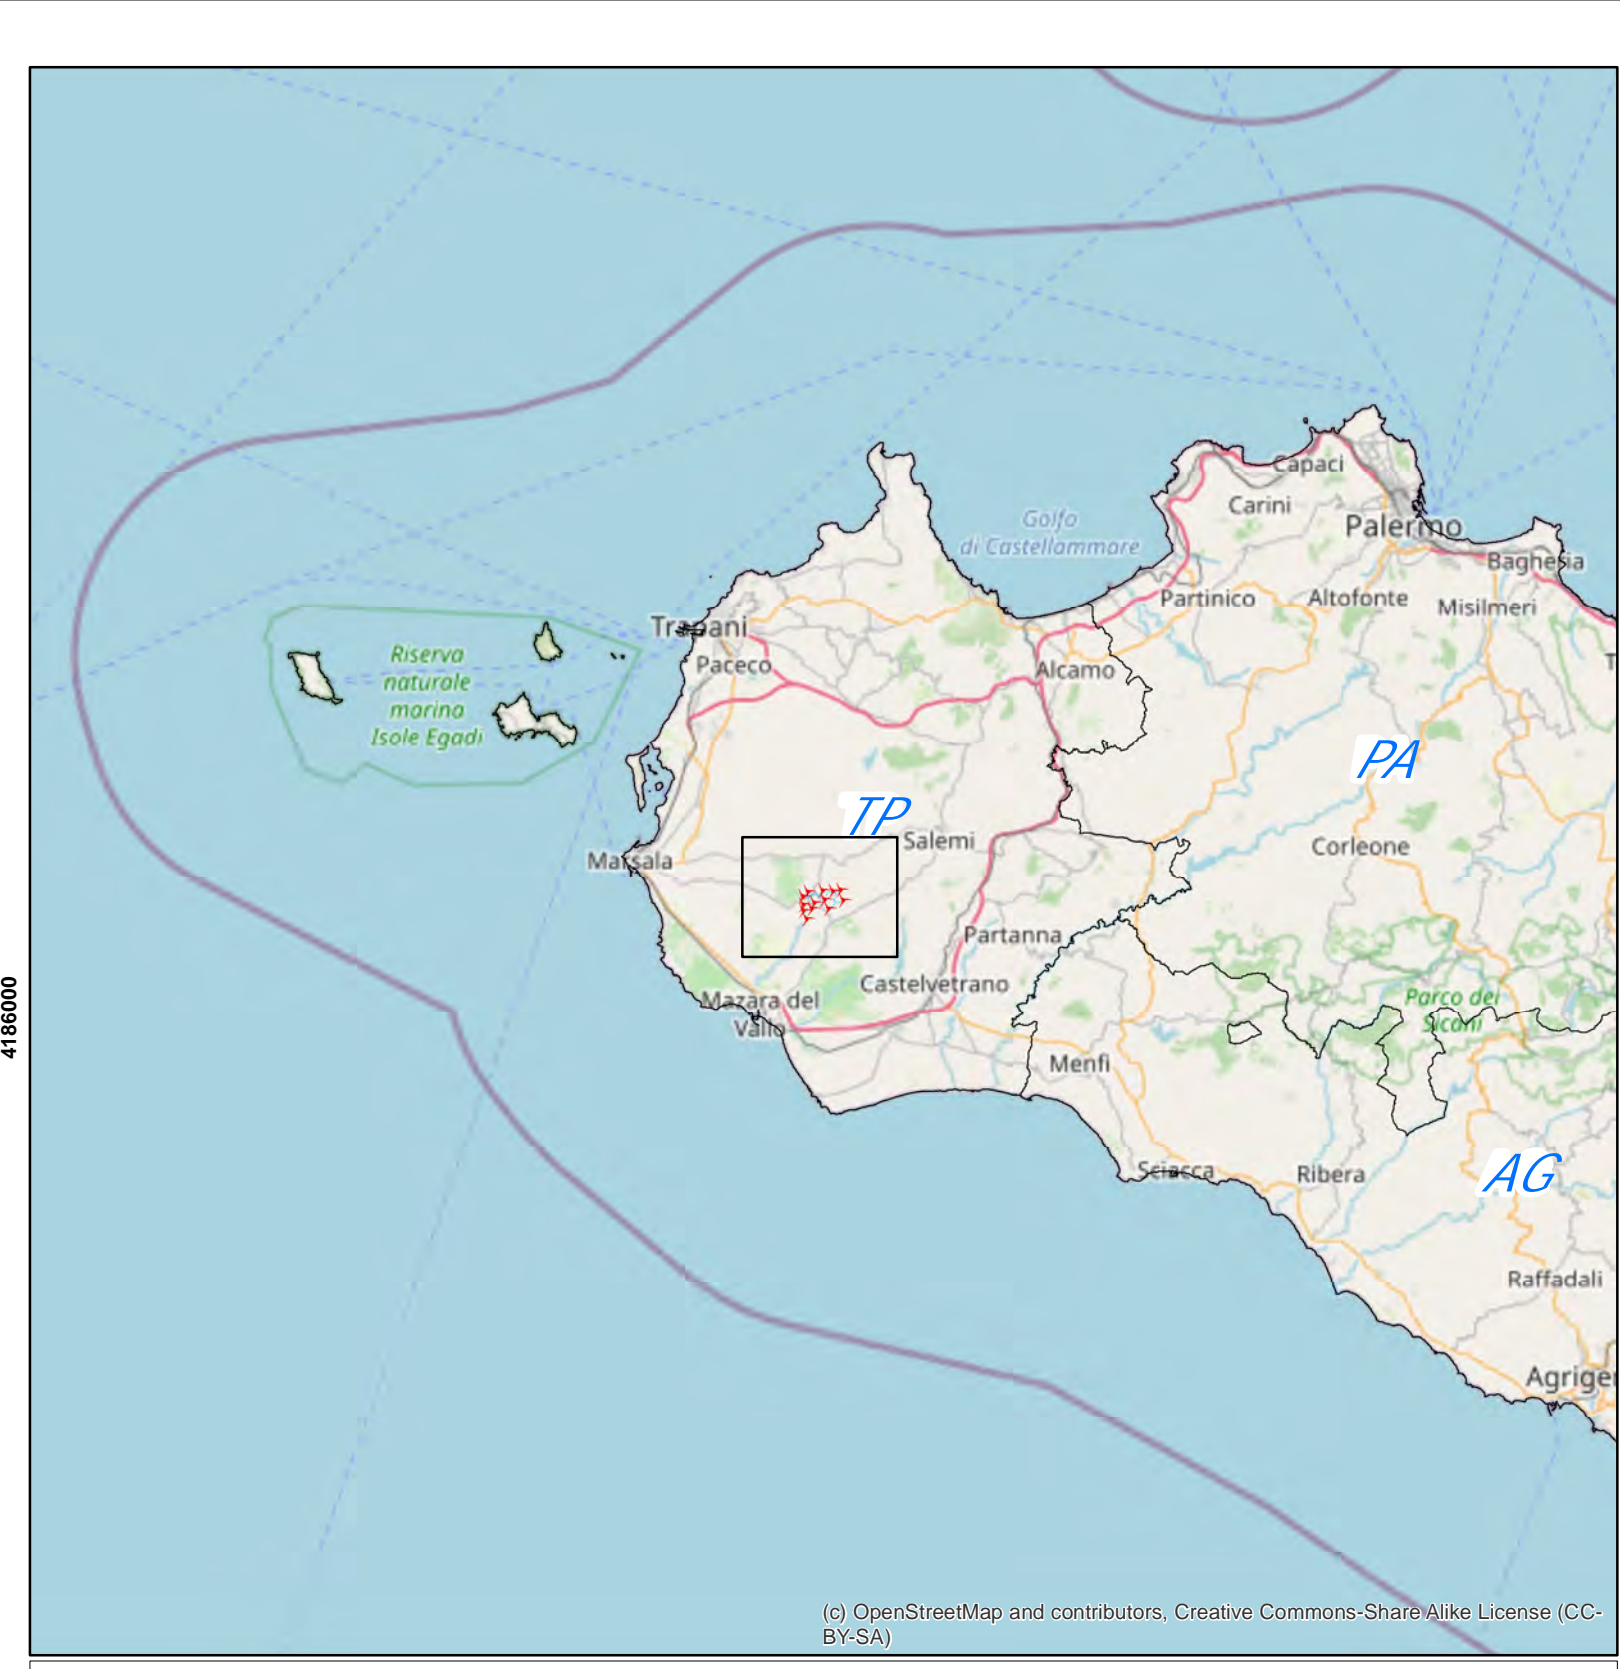 Capaci
Carini
Palermo
Golfo
di Castellammare
Bagheria
Partinico
Altofonte
Misilmeri
Trapani
Paceco
Alcamo
Riserva
naturale
marina
Isole Egadi
PA
TP
Salemi
Corleone
Marsala
Partanna
Castelvetrano
Mazara del
Vallo
Parco dei
Sicani
4186000
Menfi
Sciacca
Ribera
AG
Raffadali
Agrige
(c) OpenStreetMap and contributors, Creative Commons-Share Alike License (CC-
BY-SA)